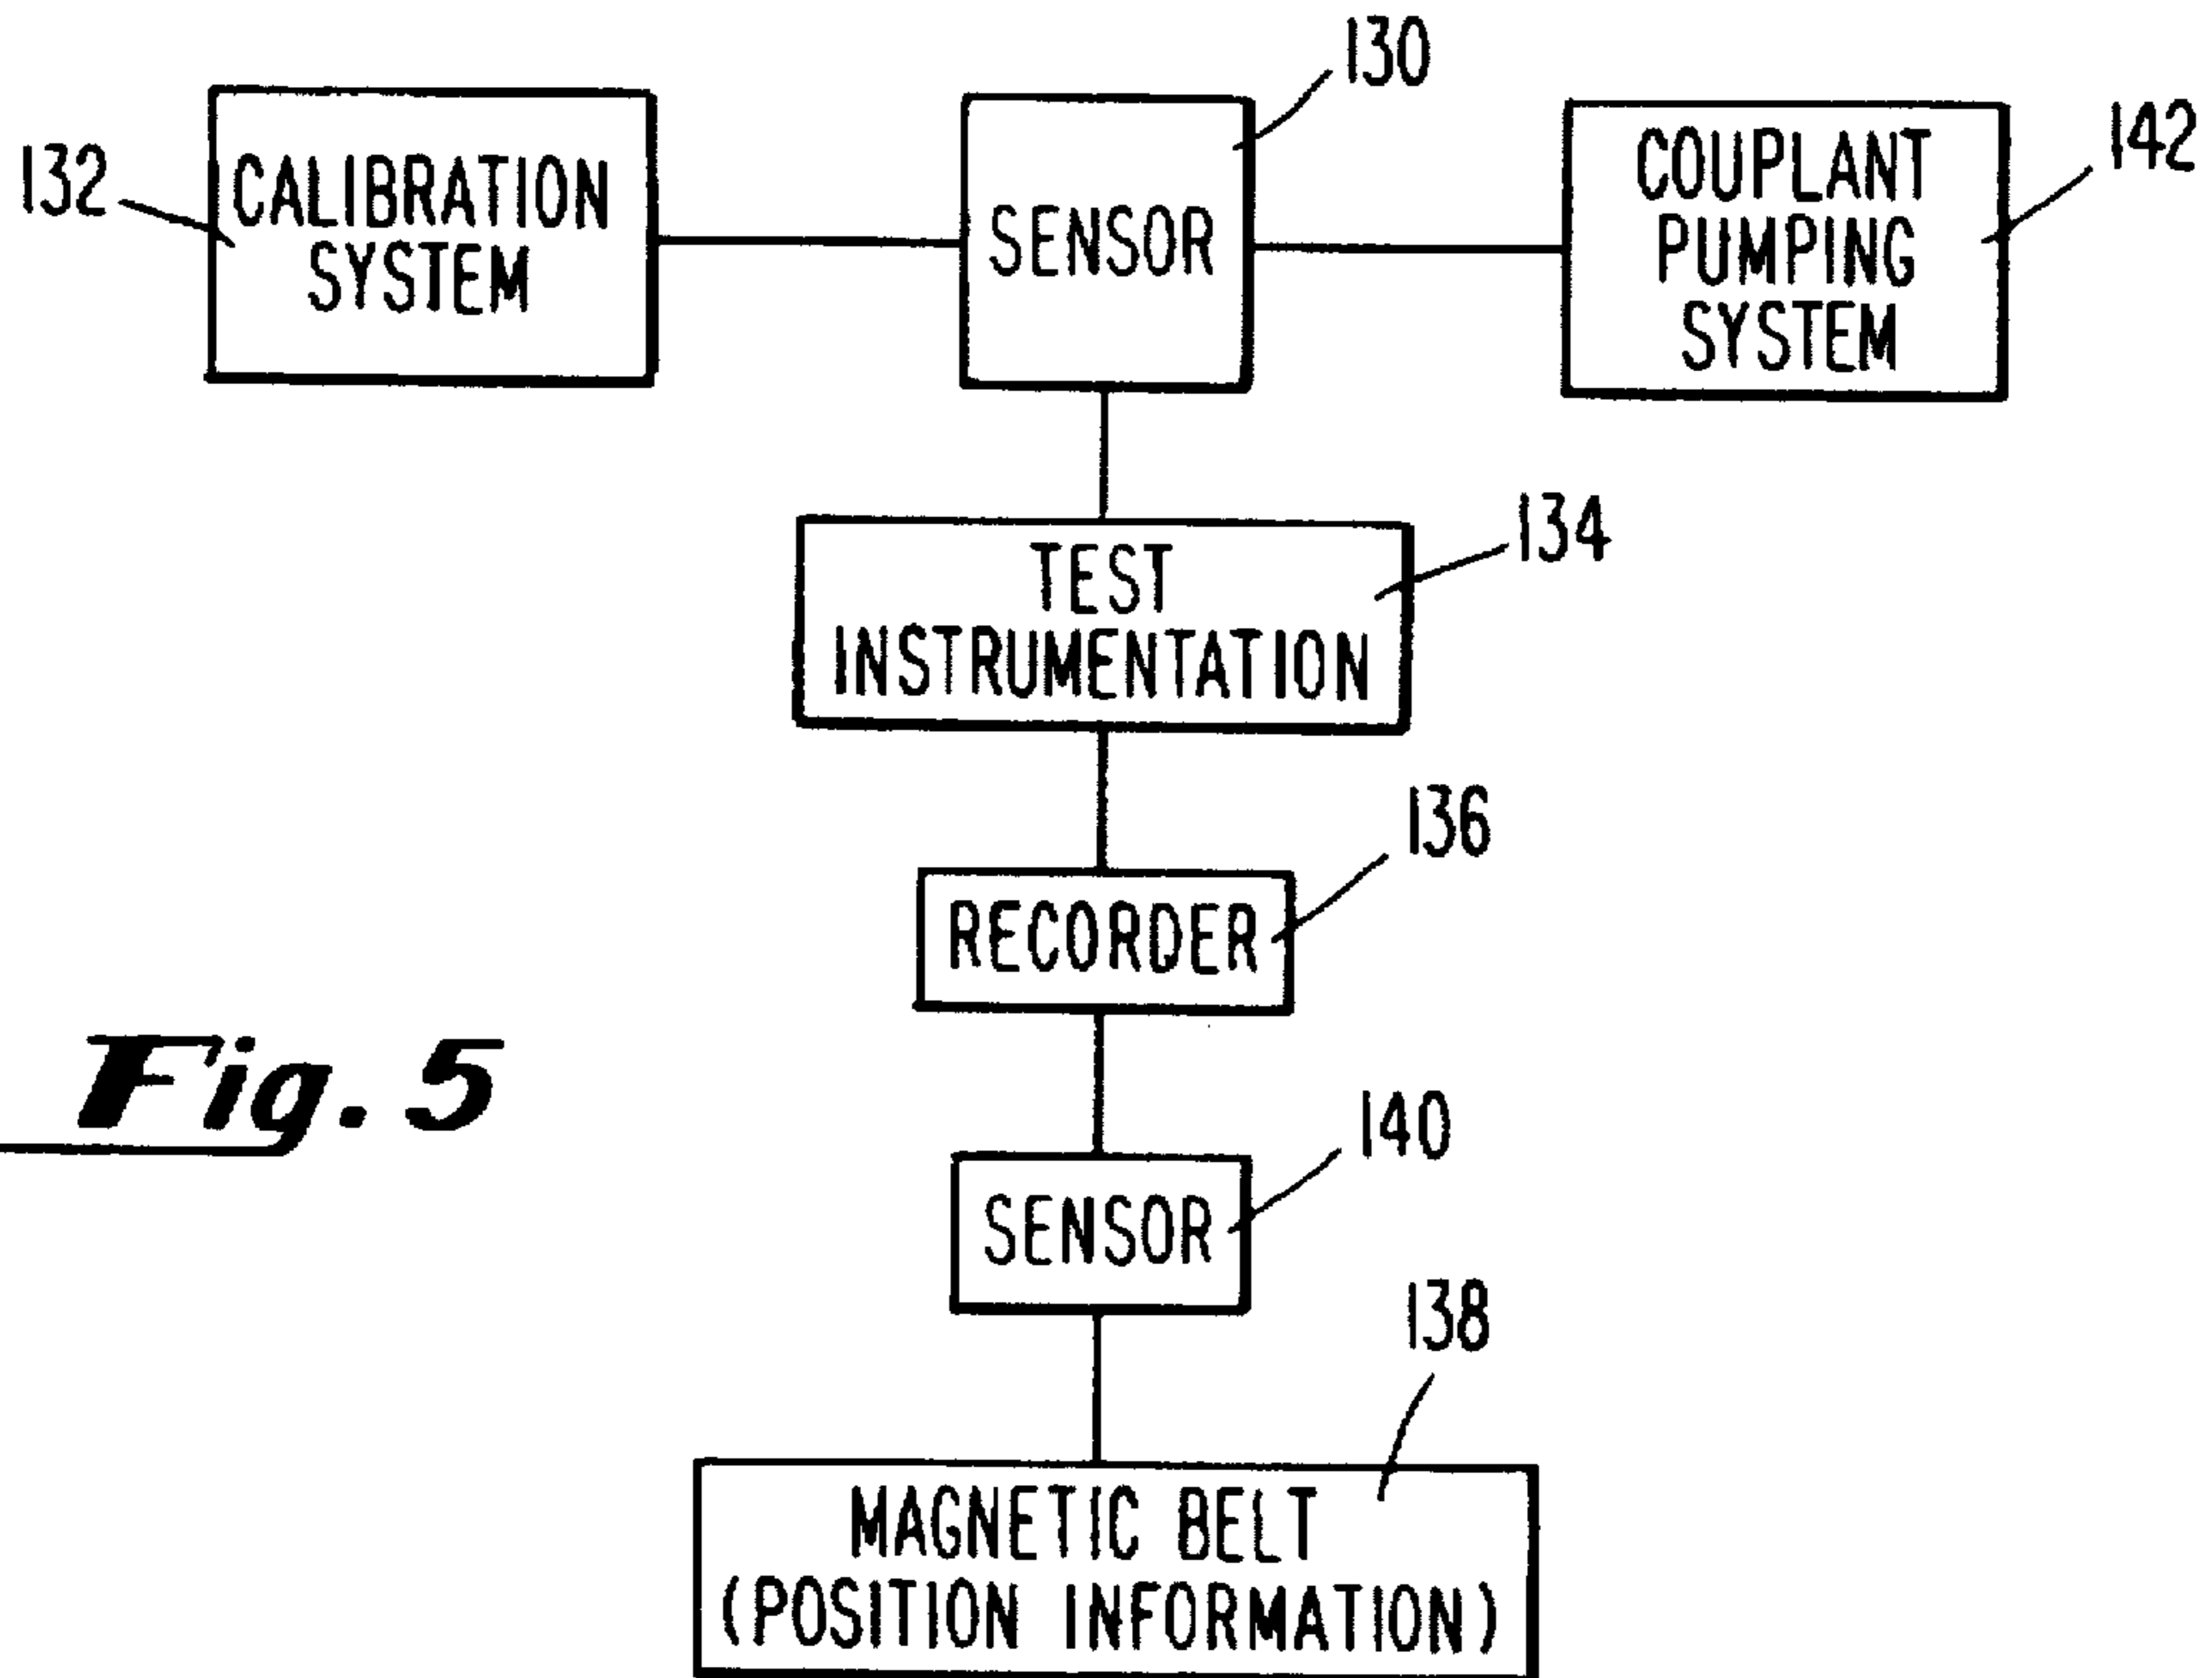 130
132
CALIBRATION
SYSTEM
SENSOR
COUPLANT
PUMPING
SYSTEM
142
TEST
INSTRUMENTATION
134
136
RECORDER
Fig. 5
140
SENSOR
138
MAGNETIC BELT
(POSITION INFORMATION)